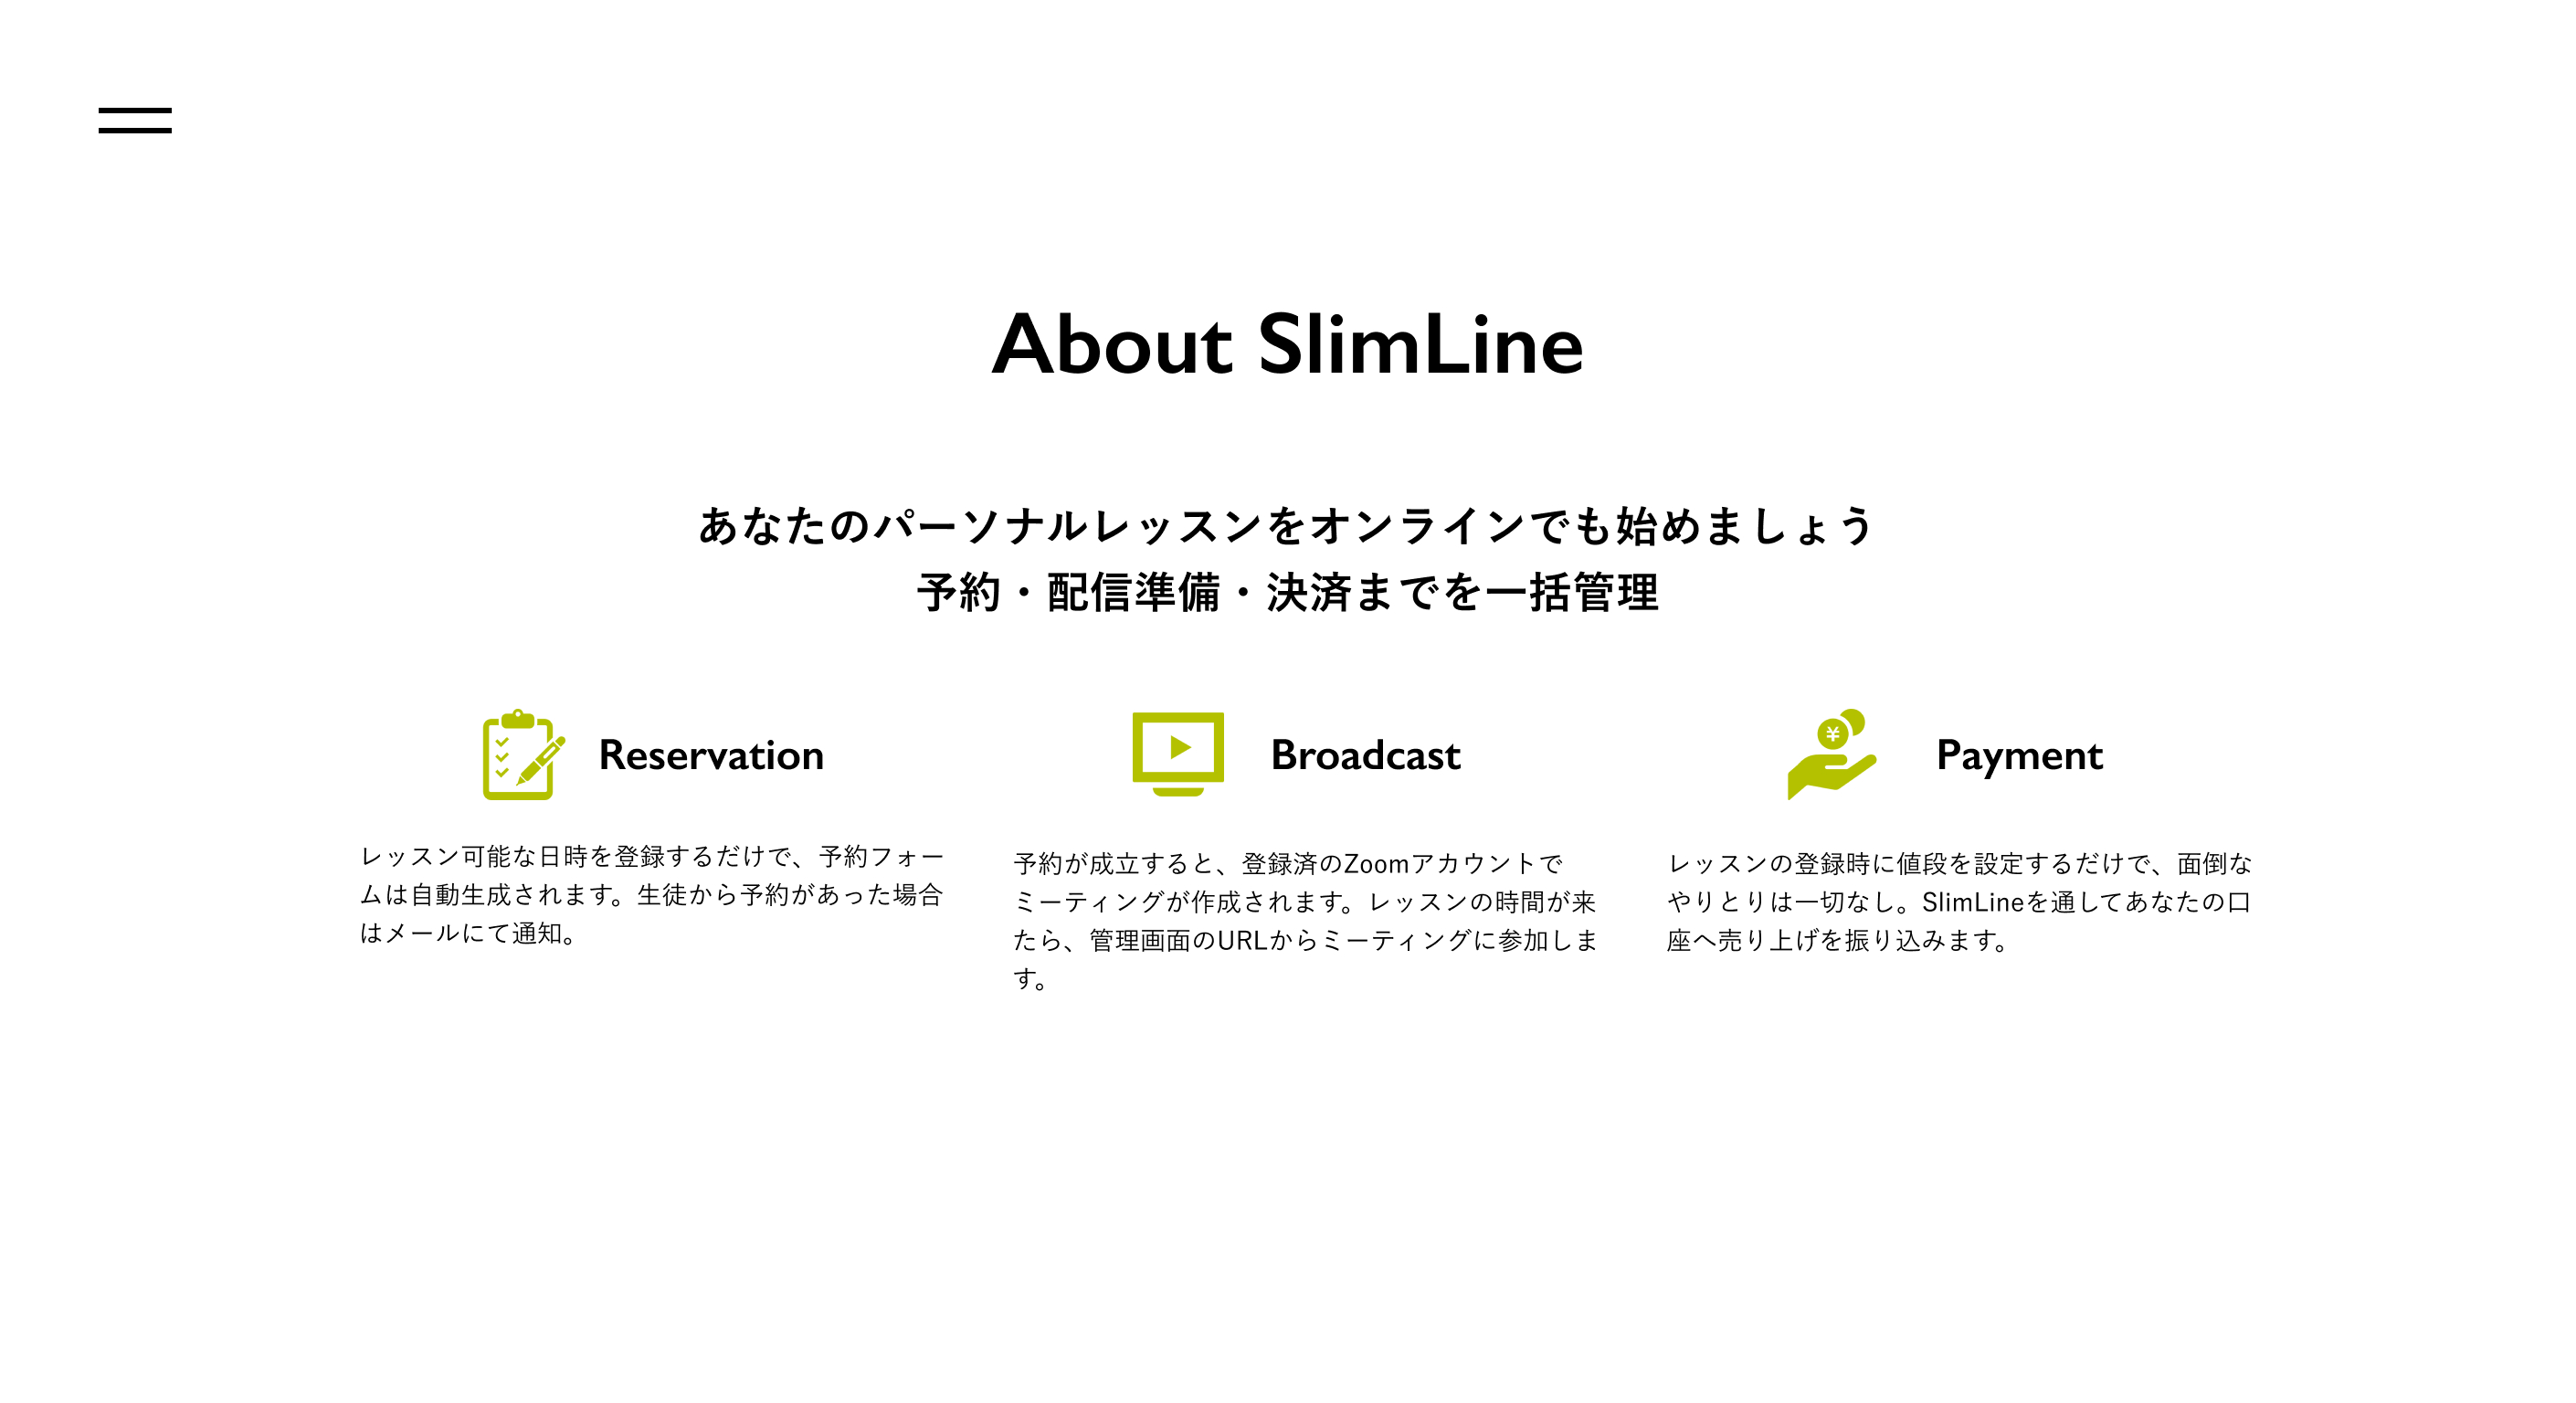 About SlimLine
あなたのパーソナルレッスンをオンラインでも始めましょう
予約・配信準備・決済までを一括管理
Reservation
レッスン可能な日時を登録するだけで、予約フォー
ムは自動生成されます。生徒から予約があった場合
はメールにて通知。
Broadcast
予約が成立すると、登録済のZoomアカウントで
ミーティングが作成されます。レッスンの時間が来
たら、管理画面のURLからミーティングに参加しま
す。
Payment
レッスンの登録時に値段を設定するだけで、面倒な
やりとりは一切なし。SlimLineを通してあなたの口
座へ売り上げを振り込みます。